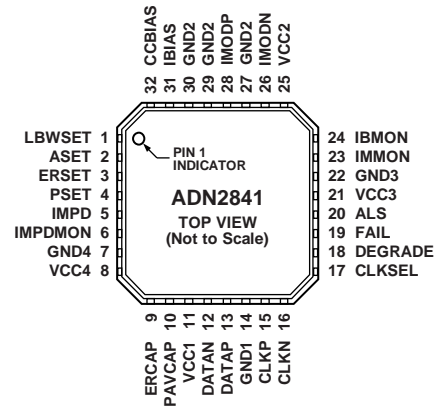 32 CCBIAS
31 IBIAS
30 GND2
29 GND2
28 IMODP
27 GND2
26 IMODN
25 VCC2
LBWSET 1
ASET 2
ERSET 3
PSET 4
IMPD 5
IMPDMON 6
GND4 7
VCC4 8
PIN 1
INDICATOR
ADN2841
TOP VIEW
(Not to Scale)
24 IBMON
23 IMMON
22 GND3
21 VCC3
20 ALS
19 FAIL
18 DEGRADE
17 CLKSEL
ERCAP 9
PAVCAP 10
VCC1 11
DATAN 12
DATAP 13
GND1 14
CLKP 15
CLKN 16